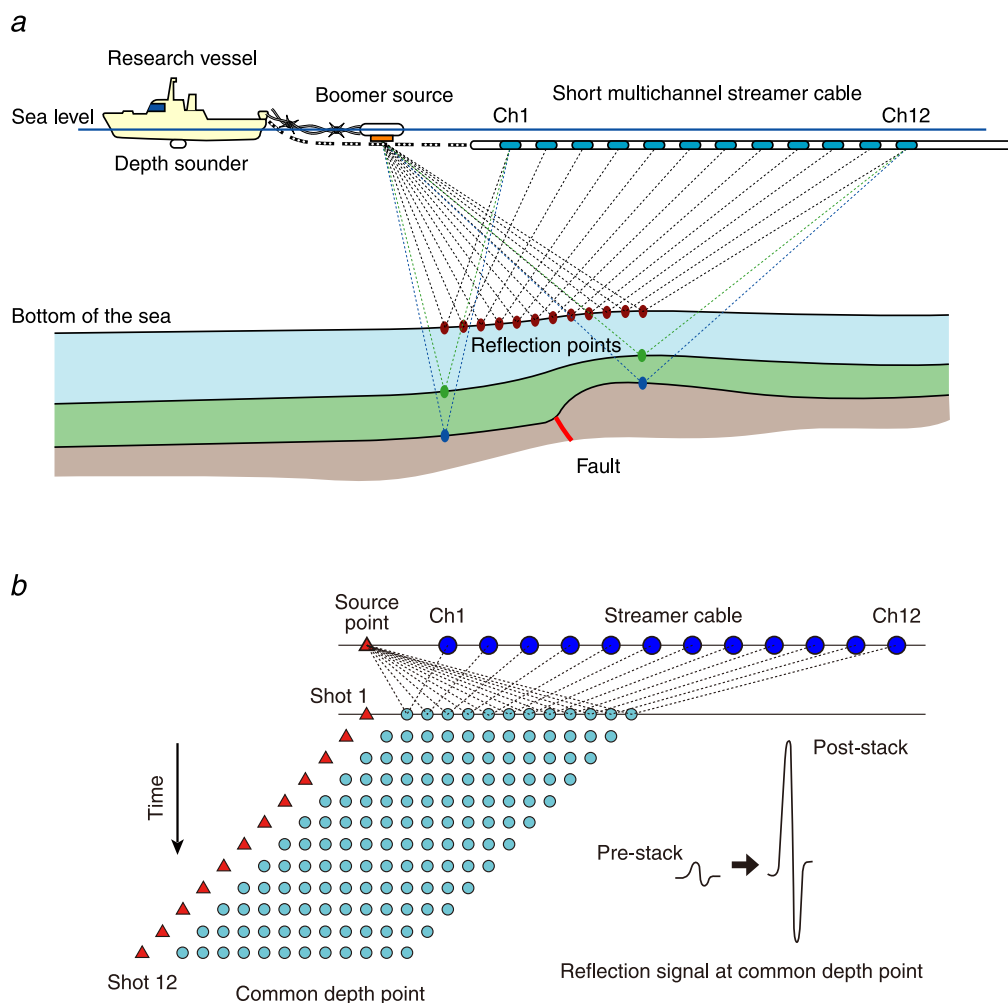 a
Research vessel
Boomer source
Short multichannel streamer cable
Sea level
Ch1
Ch12
Depth sounder
Bottom of the sea
Reflection points
Fault
b
Source
point
Ch1
Streamer cable
Ch12
Shot 1
Post-stack
Time
Pre-stack
Shot 12
Common depth point
Reflection signal at common depth point